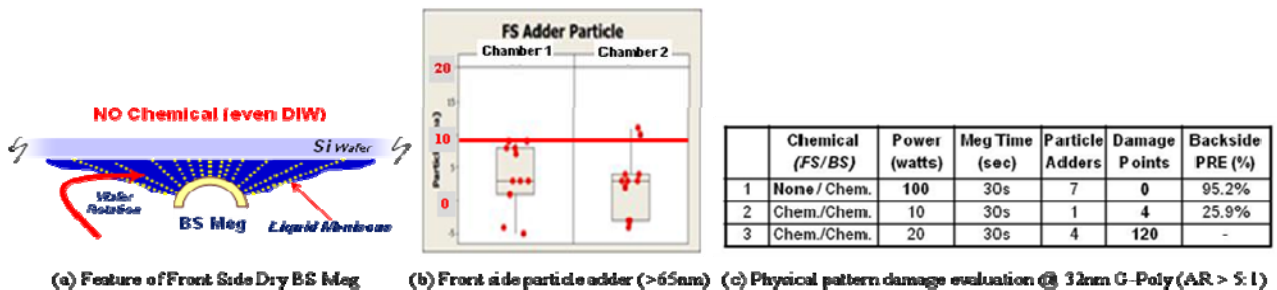 NO Chemical (even DIW)
Si Wafer
Wafer
Rotation
BS Meg
Liquid Meniscus
(a) Feature of Front Side Dry BS Meg
FS Adder Particle
Chamber 1 Chamber 2
20
15
10
5
0
-5
(b) Front side particle adder (>65nm)
Chemical (FS/BS) Power (watts) Meg Time (sec) Particle Adders Damage Points Backside PRE (%)
1 None / Chem. 100 30s 7 0 95.2%
2 Chem./Chem. 10 30s 1 4 25.9%
3 Chem./Chem. 20 30s 4 120 -
(c) Physical pattern damage evaluation @ 32nm G-Poly (AR > 5:1)